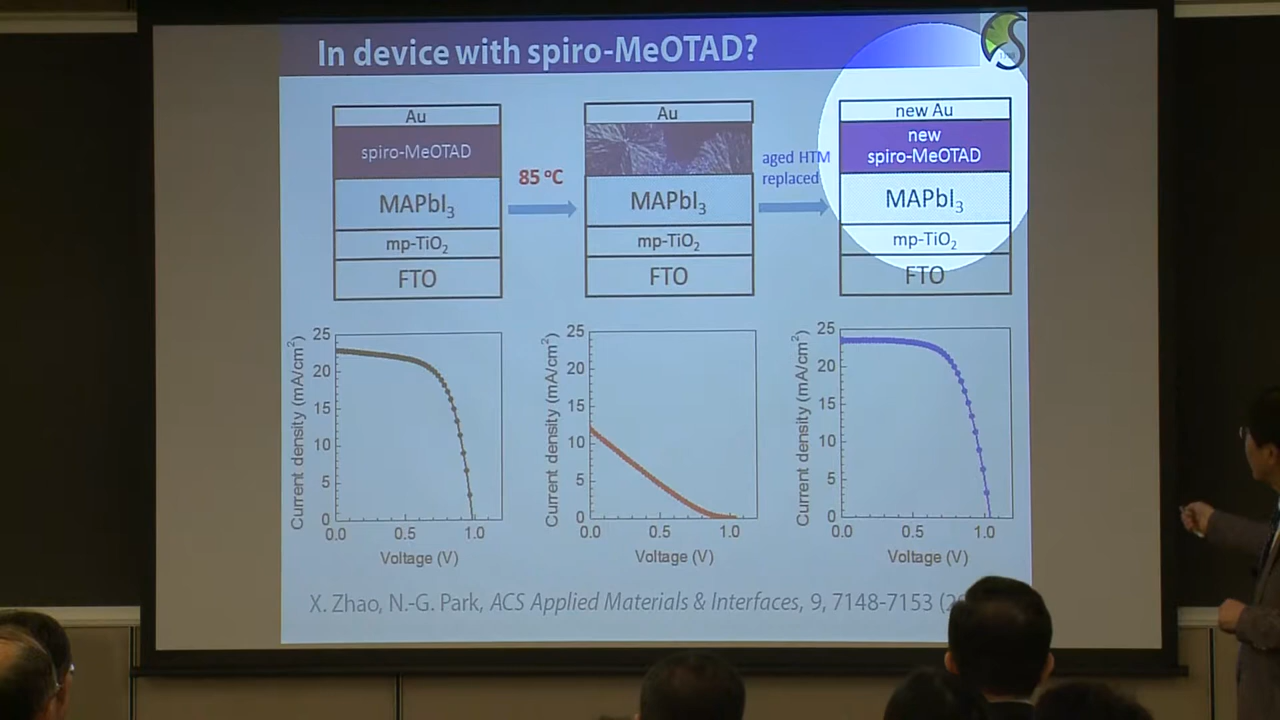 In device with spiro-MeOTAD?
Au
spiro-MeOTAD
MAPbI3
mp-TiO2
FTO
85 ºC
Au
MAPbI3
mp-TiO2
FTO
aged HTM
replaced
new Au
new
spiro-MeOTAD
MAPbI3
mp-TiO2
FTO
Current density (mA/cm2)
25
20
15
10
5
0
0.0 0.5 1.0
Voltage (V)
Current density (mA/cm2)
25
20
15
10
5
0
0.0 0.5 1.0
Voltage (V)
Current density (mA/cm2)
25
20
15
10
5
0
0.0 0.5 1.0
Voltage (V)
X. Zhao, N.-G. Park, ACS Applied Materials & Interfaces, 9, 7148-7153